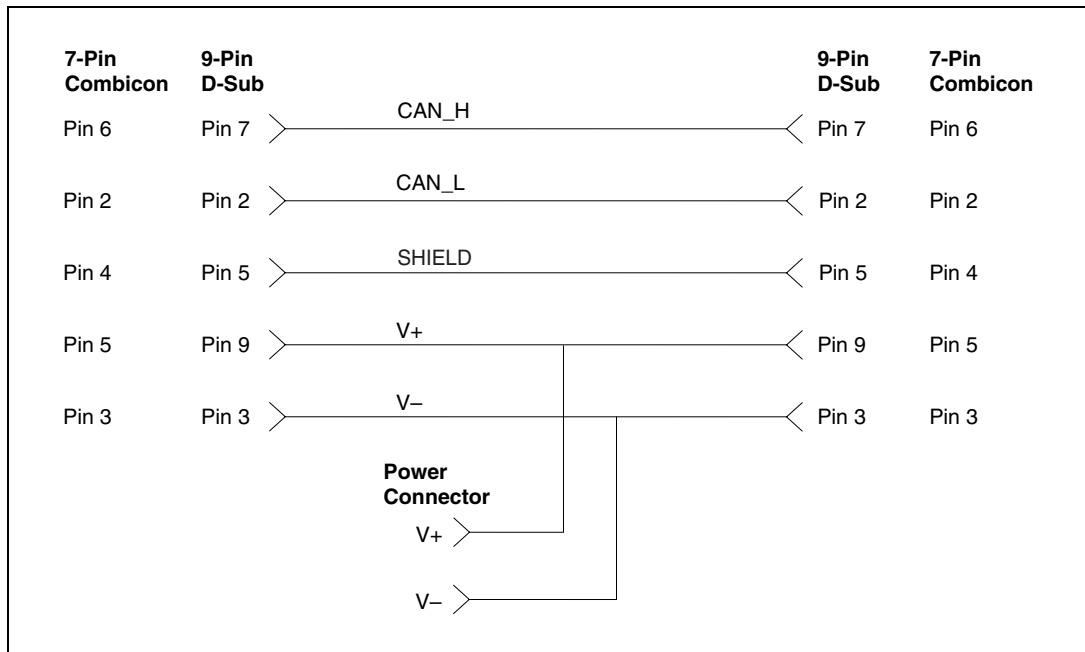 7-Pin Combicon 9-Pin D-Sub 9-Pin D-Sub 7-Pin Combicon
Pin 6 Pin 7 CAN_H Pin 7 Pin 6
Pin 2 Pin 2 CAN_L Pin 2 Pin 2
Pin 4 Pin 5 SHIELD Pin 5 Pin 4
Pin 5 Pin 9 V+ Pin 9 Pin 5
Pin 3 Pin 3 V– Pin 3 Pin 3
Power
Connector
V+
V–